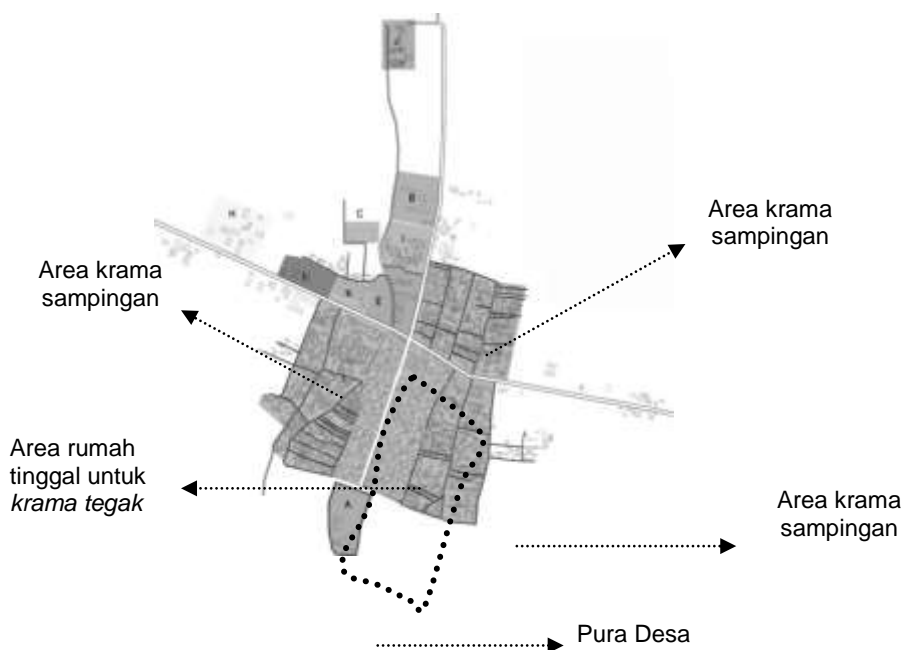 Area krama
sampingan
Area krama
sampingan
Area rumah
tinggal untuk
krama tegak
Area krama
sampingan
Pura Desa
B
C
H
A